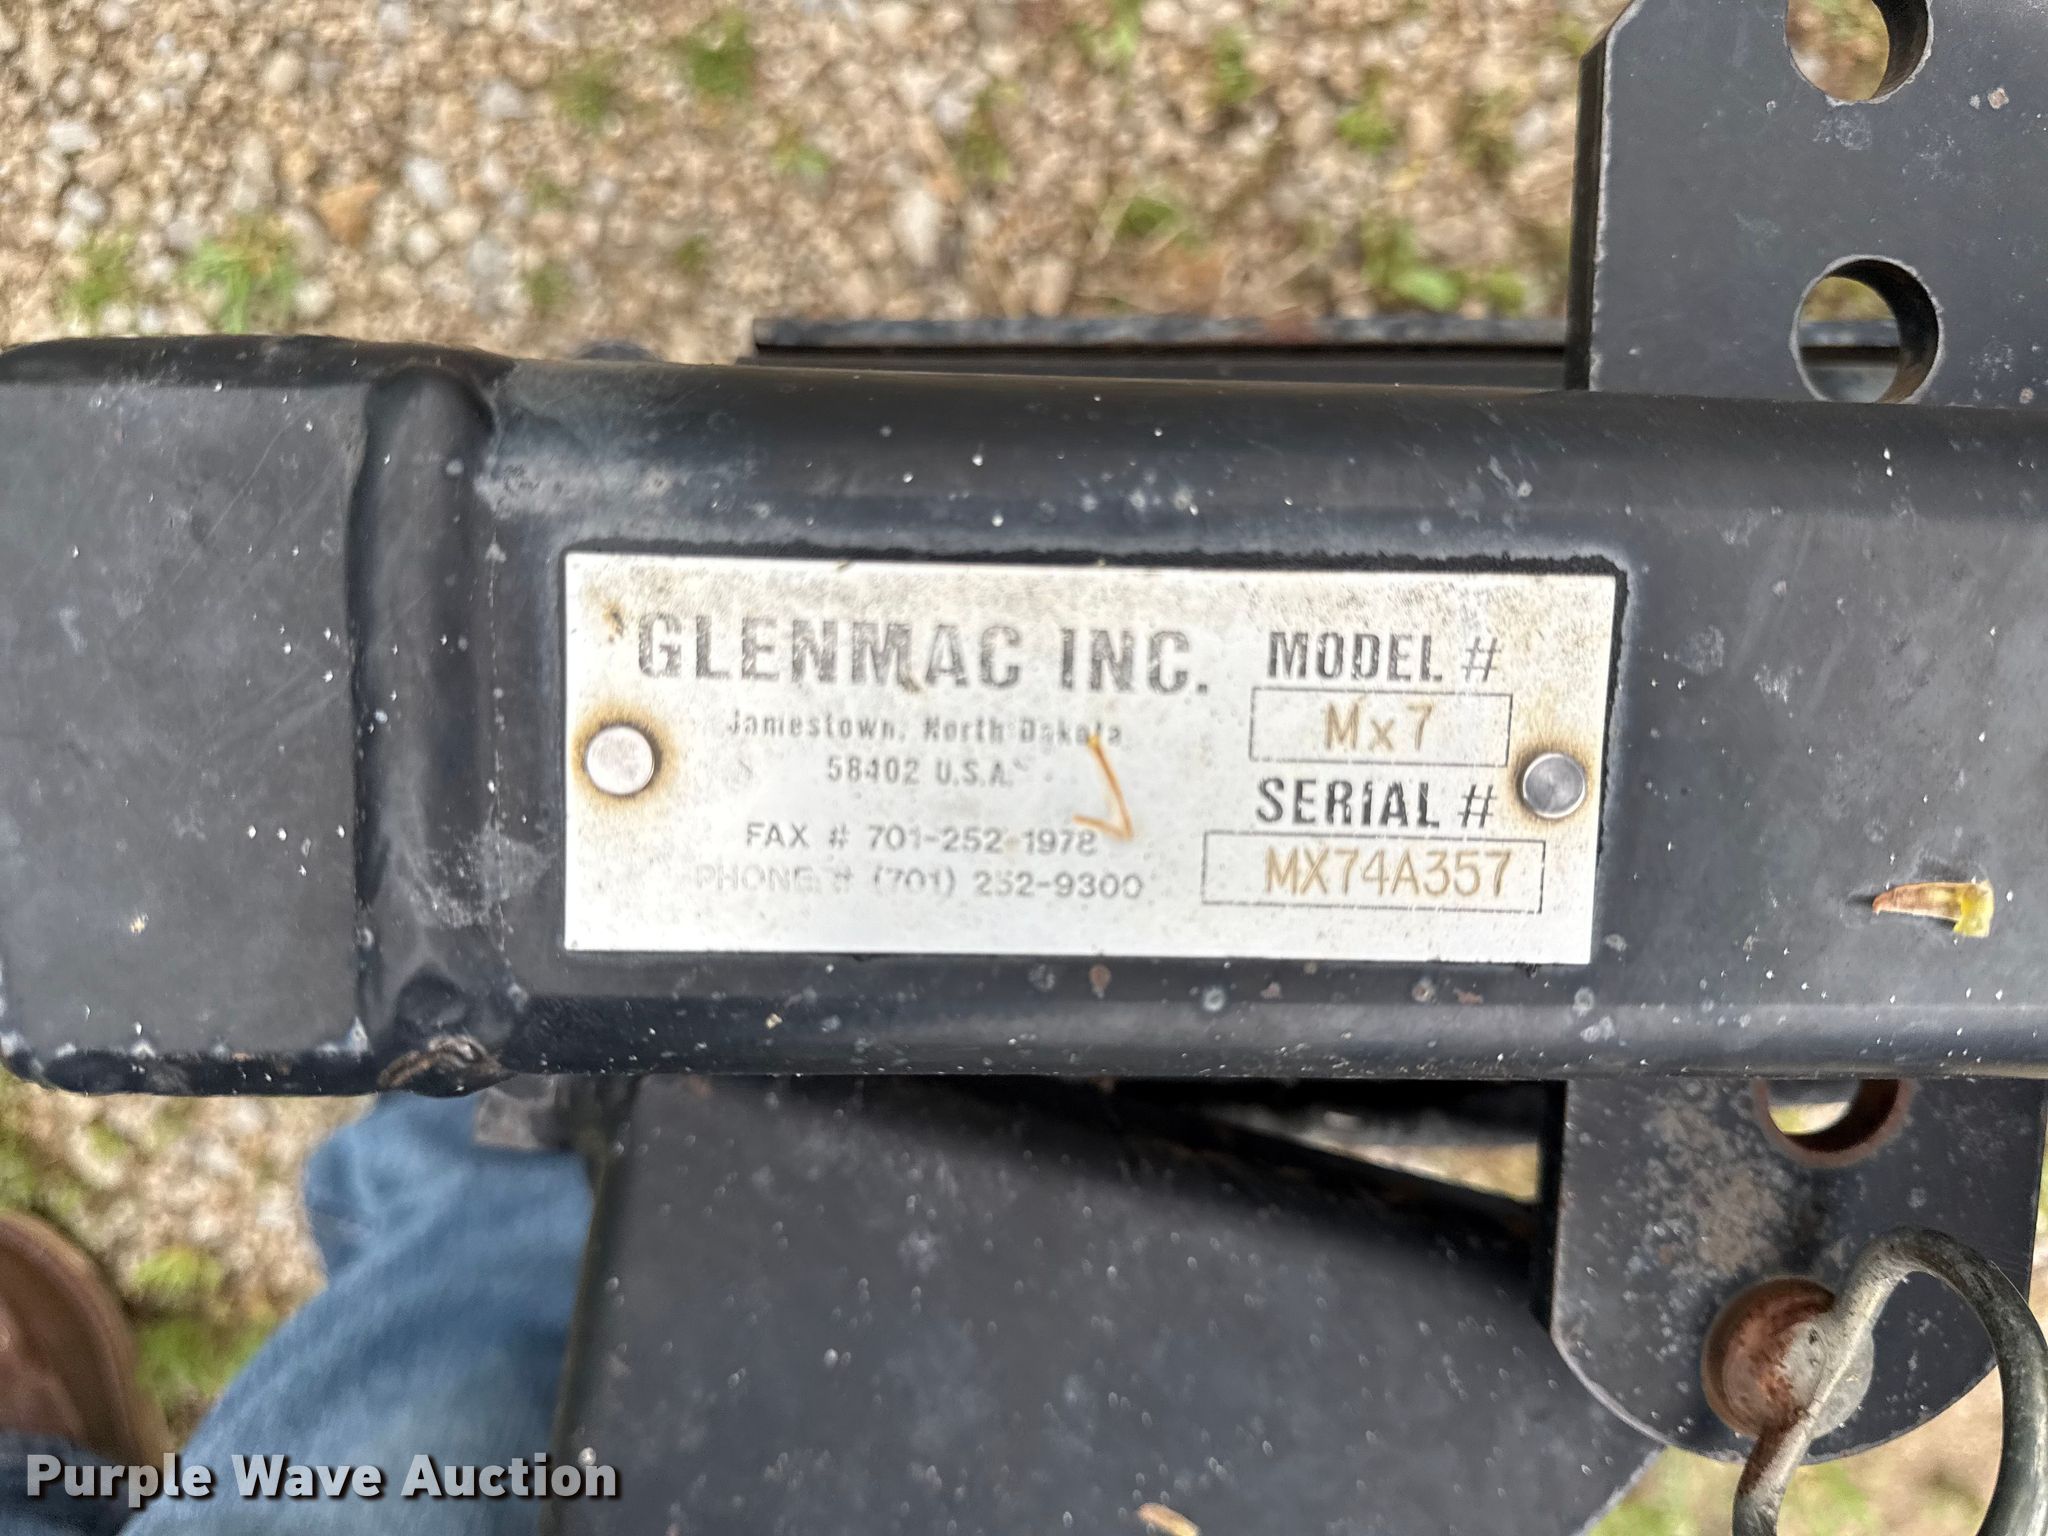 GLENMAC INC.
Jamestown, North Dakota
58402 U.S.A.
FAX # 701-252-1978
PHONE # (701) 252-9300
MODEL #
Mx7
SERIAL #
MX74A357
Purple Wave Auction